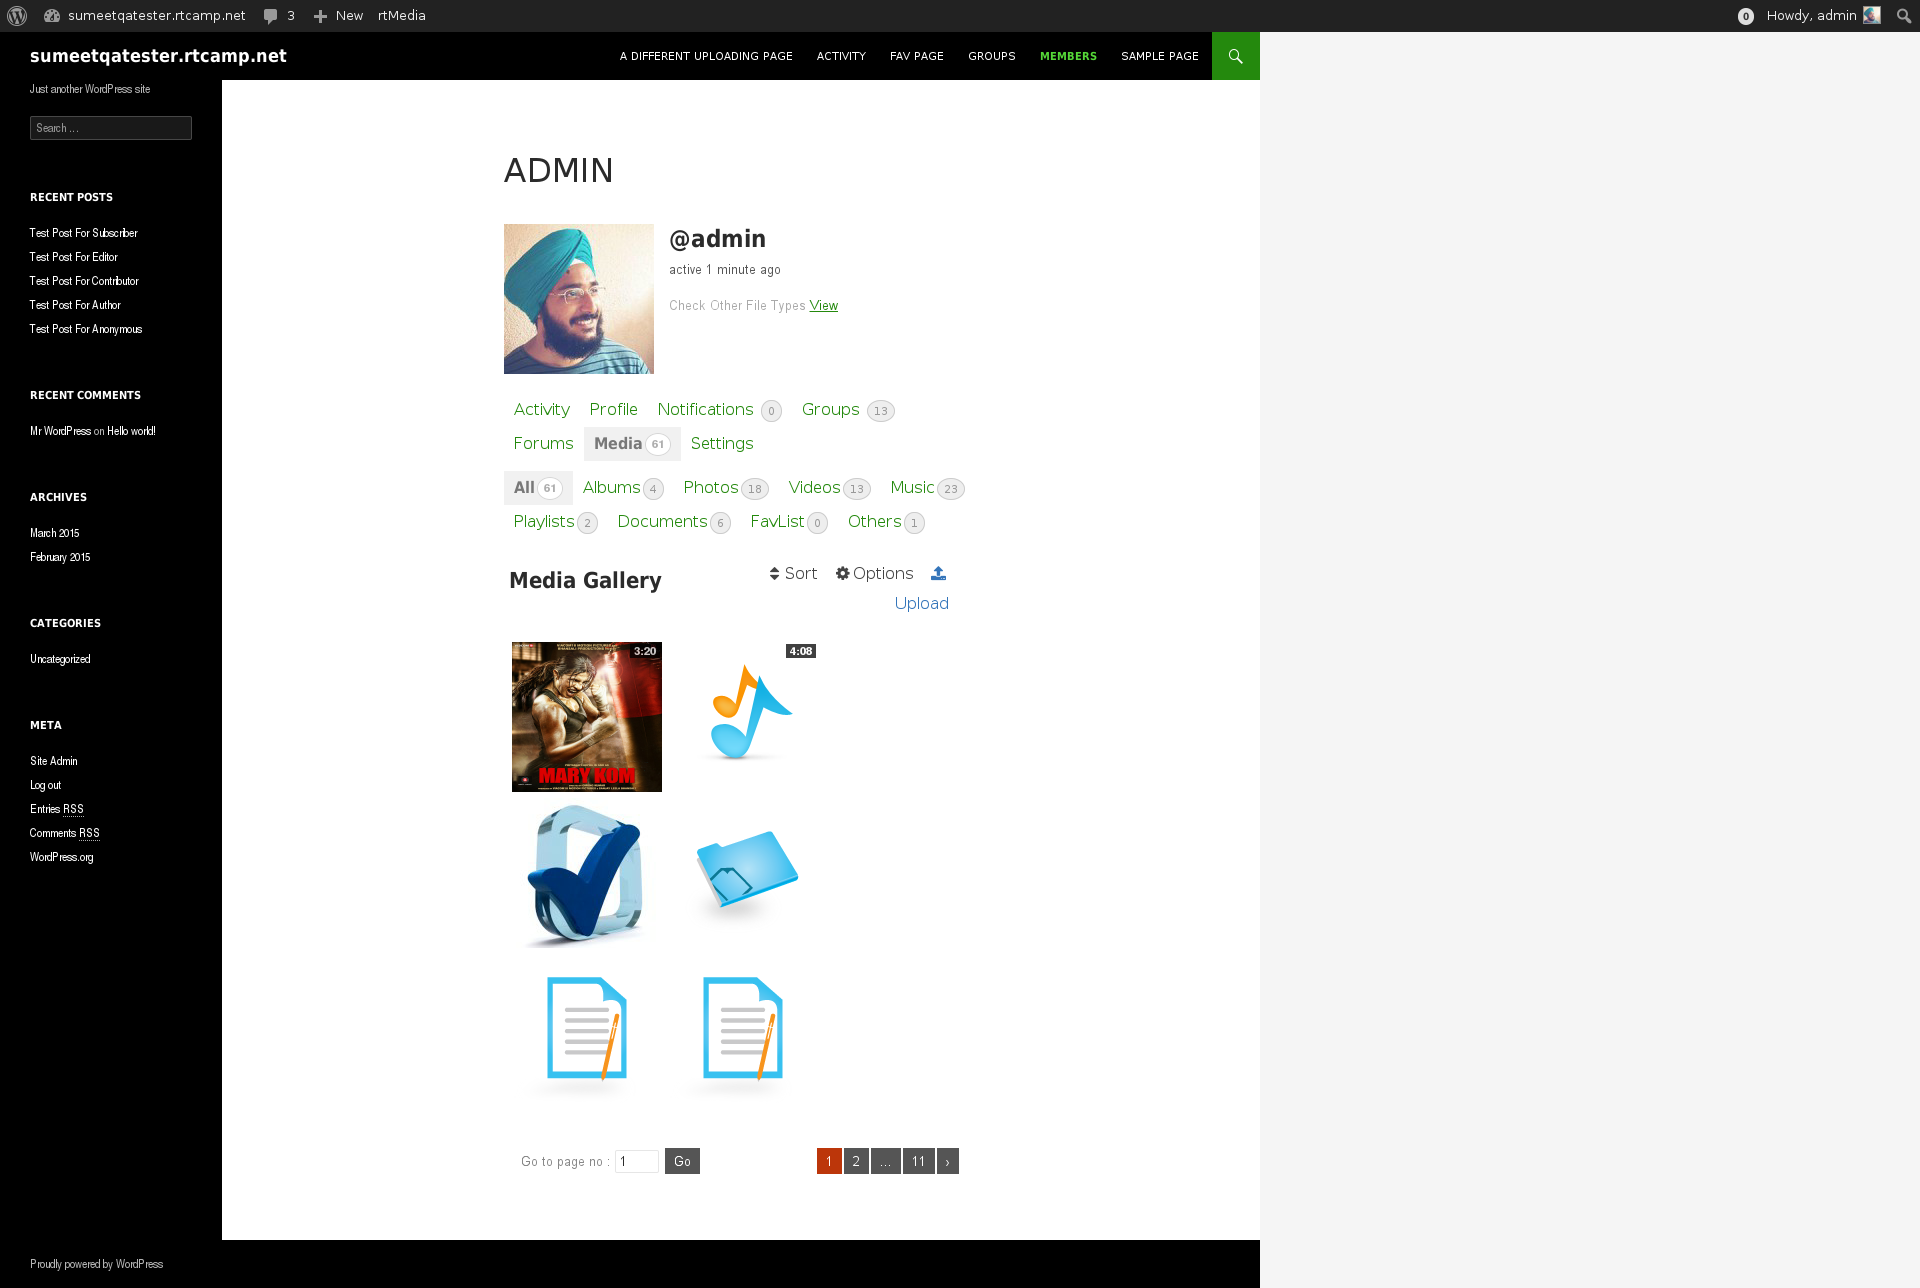 sumeetqatester.rtcamp.net 3 New rtMedia 0 Howdy, admin
sumeetqatester.rtcamp.net A DIFFERENT UPLOADING PAGE ACTIVITY FAV PAGE GROUPS MEMBERS SAMPLE PAGE
Just another WordPress site
Search ...
RECENT POSTS
Test Post For Subscriber
Test Post For Editor
Test Post For Contributor
Test Post For Author
Test Post For Anonymous
RECENT COMMENTS
Mr WordPress on Hello world!
ARCHIVES
March 2015
February 2015
CATEGORIES
Uncategorized
META
Site Admin
Log out
Entries RSS
Comments RSS
WordPress.org
ADMIN
@admin
active 1 minute ago
Check Other File Types View
Activity Profile Notifications 0 Groups 13
Forums Media 61 Settings
All 61 Albums 4 Photos 18 Videos 13 Music 23
Playlists 2 Documents 6 FavList 0 Others 1
Media Gallery Sort Options
Upload
3:20
MARY KOM
4:08
Go to page no : 1 Go 1 2 ... 11 ›
Proudly powered by WordPress